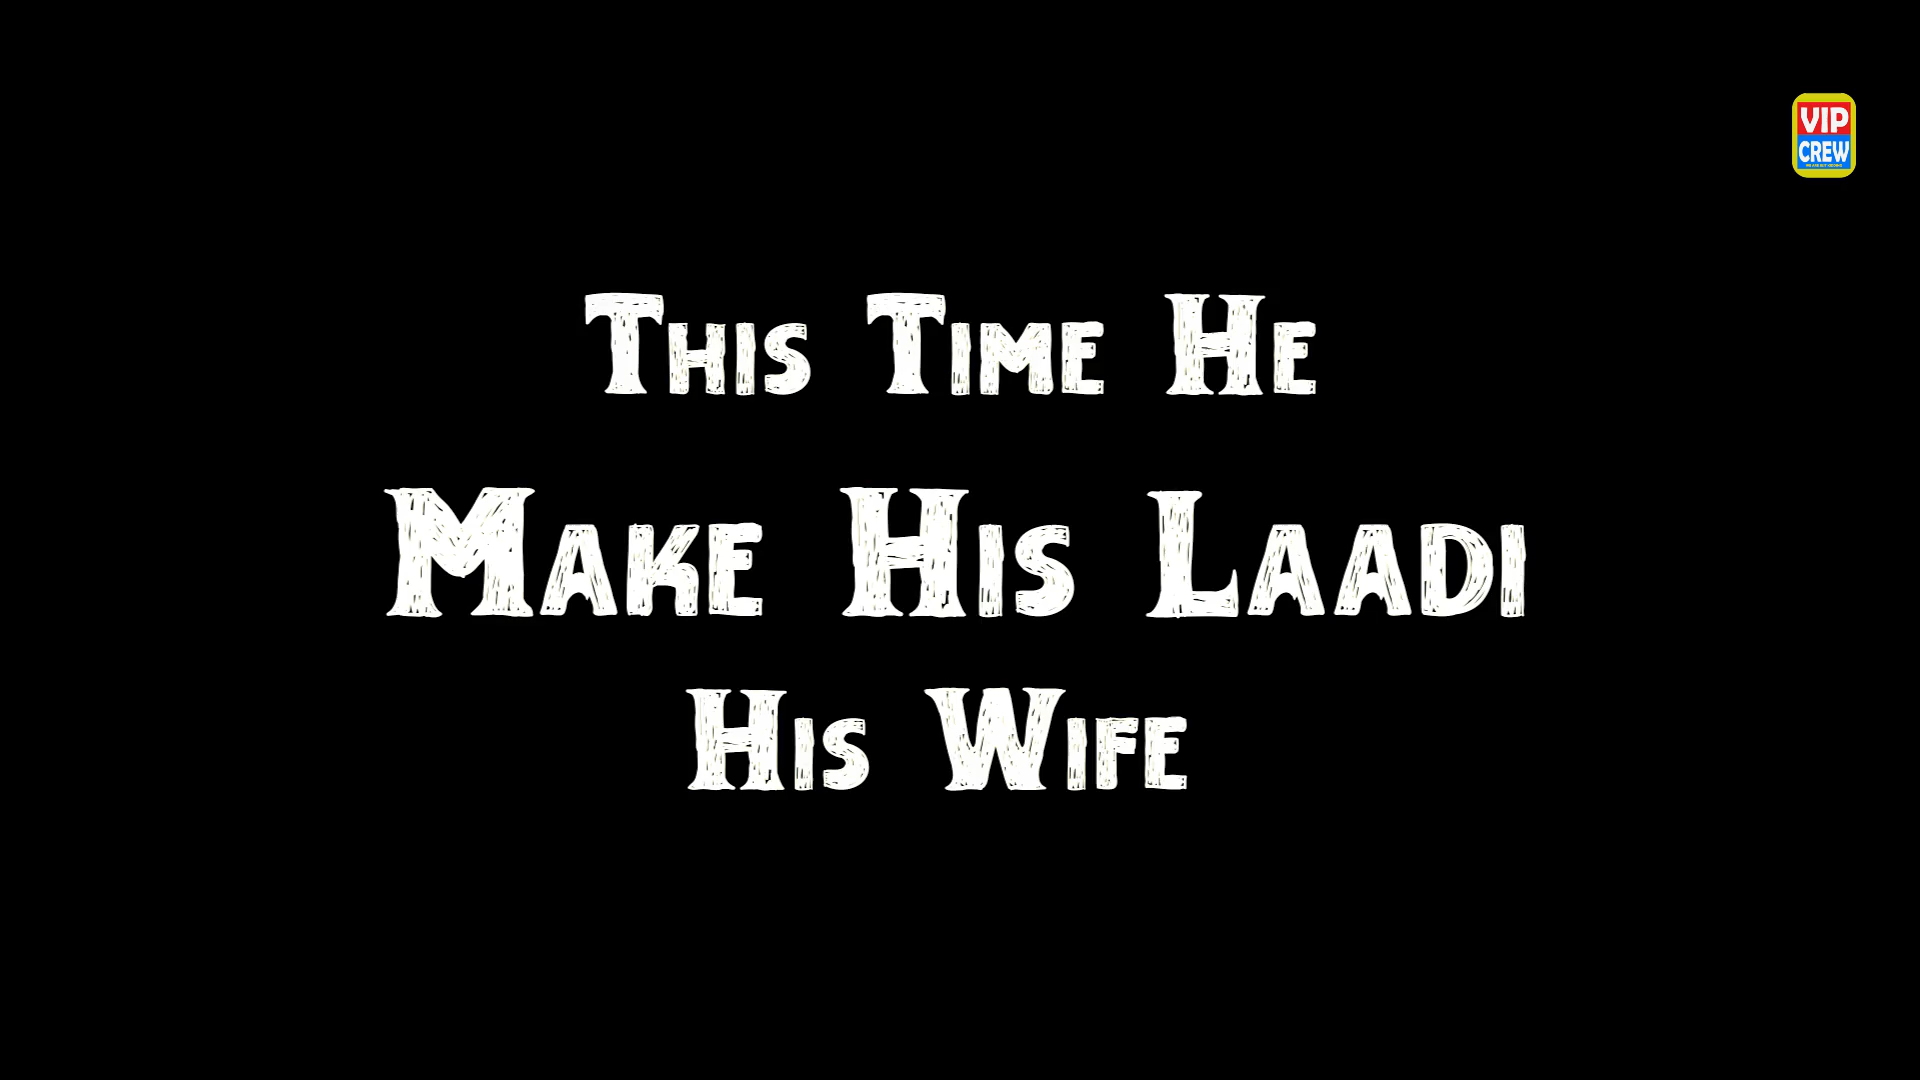 VIP
CREW
This Time He
Make His Laadi
His Wife